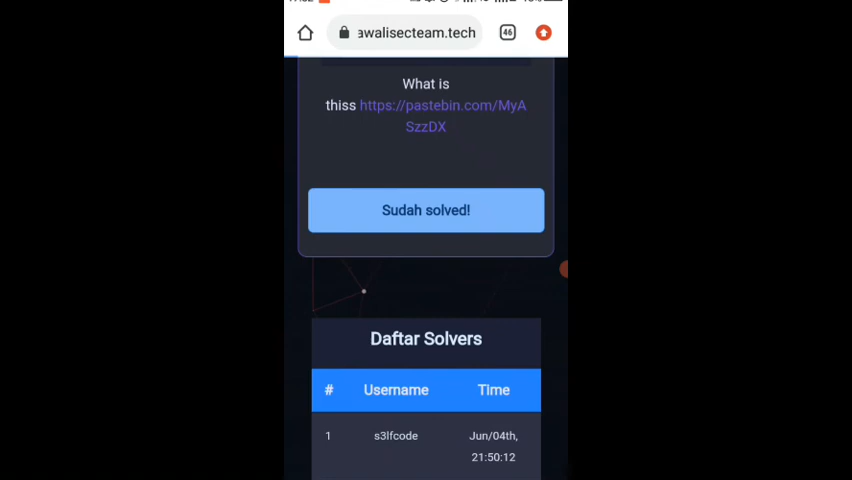 awalisecteam.tech
46
What is
thiss https://pastebin.com/MyA
SzzDX
Sudah solved!
Daftar Solvers
# Username Time
1 s3lfcode Jun/04th,
21:50:12